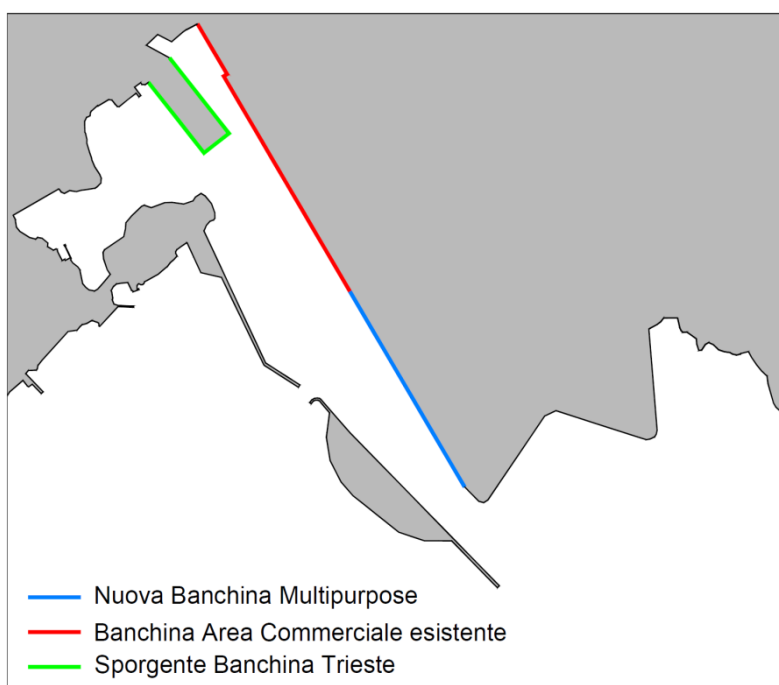 Nuova Banchina Multipurpose
Banchina Area Commerciale esistente
Sporgente Banchina Trieste